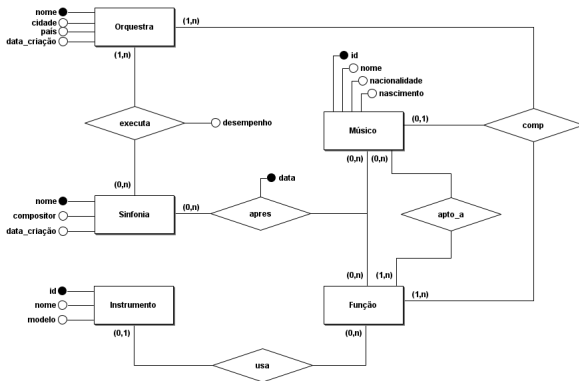 nome
cidade
país
data_criação
Orquestra
(1,n)
(1,n)
executa
desempenho
id
nome
nacionalidade
nascimento
Músico
(0,1)
comp
(0,n)
(0,n)
(0,n)
nome
compositor
data_criação
Sinfonia
(0,n)
data
apres
apto_a
id
nome
modelo
Instrumento
(0,n)
(1,n)
Função
(1,n)
(0,1)
(0,n)
usa